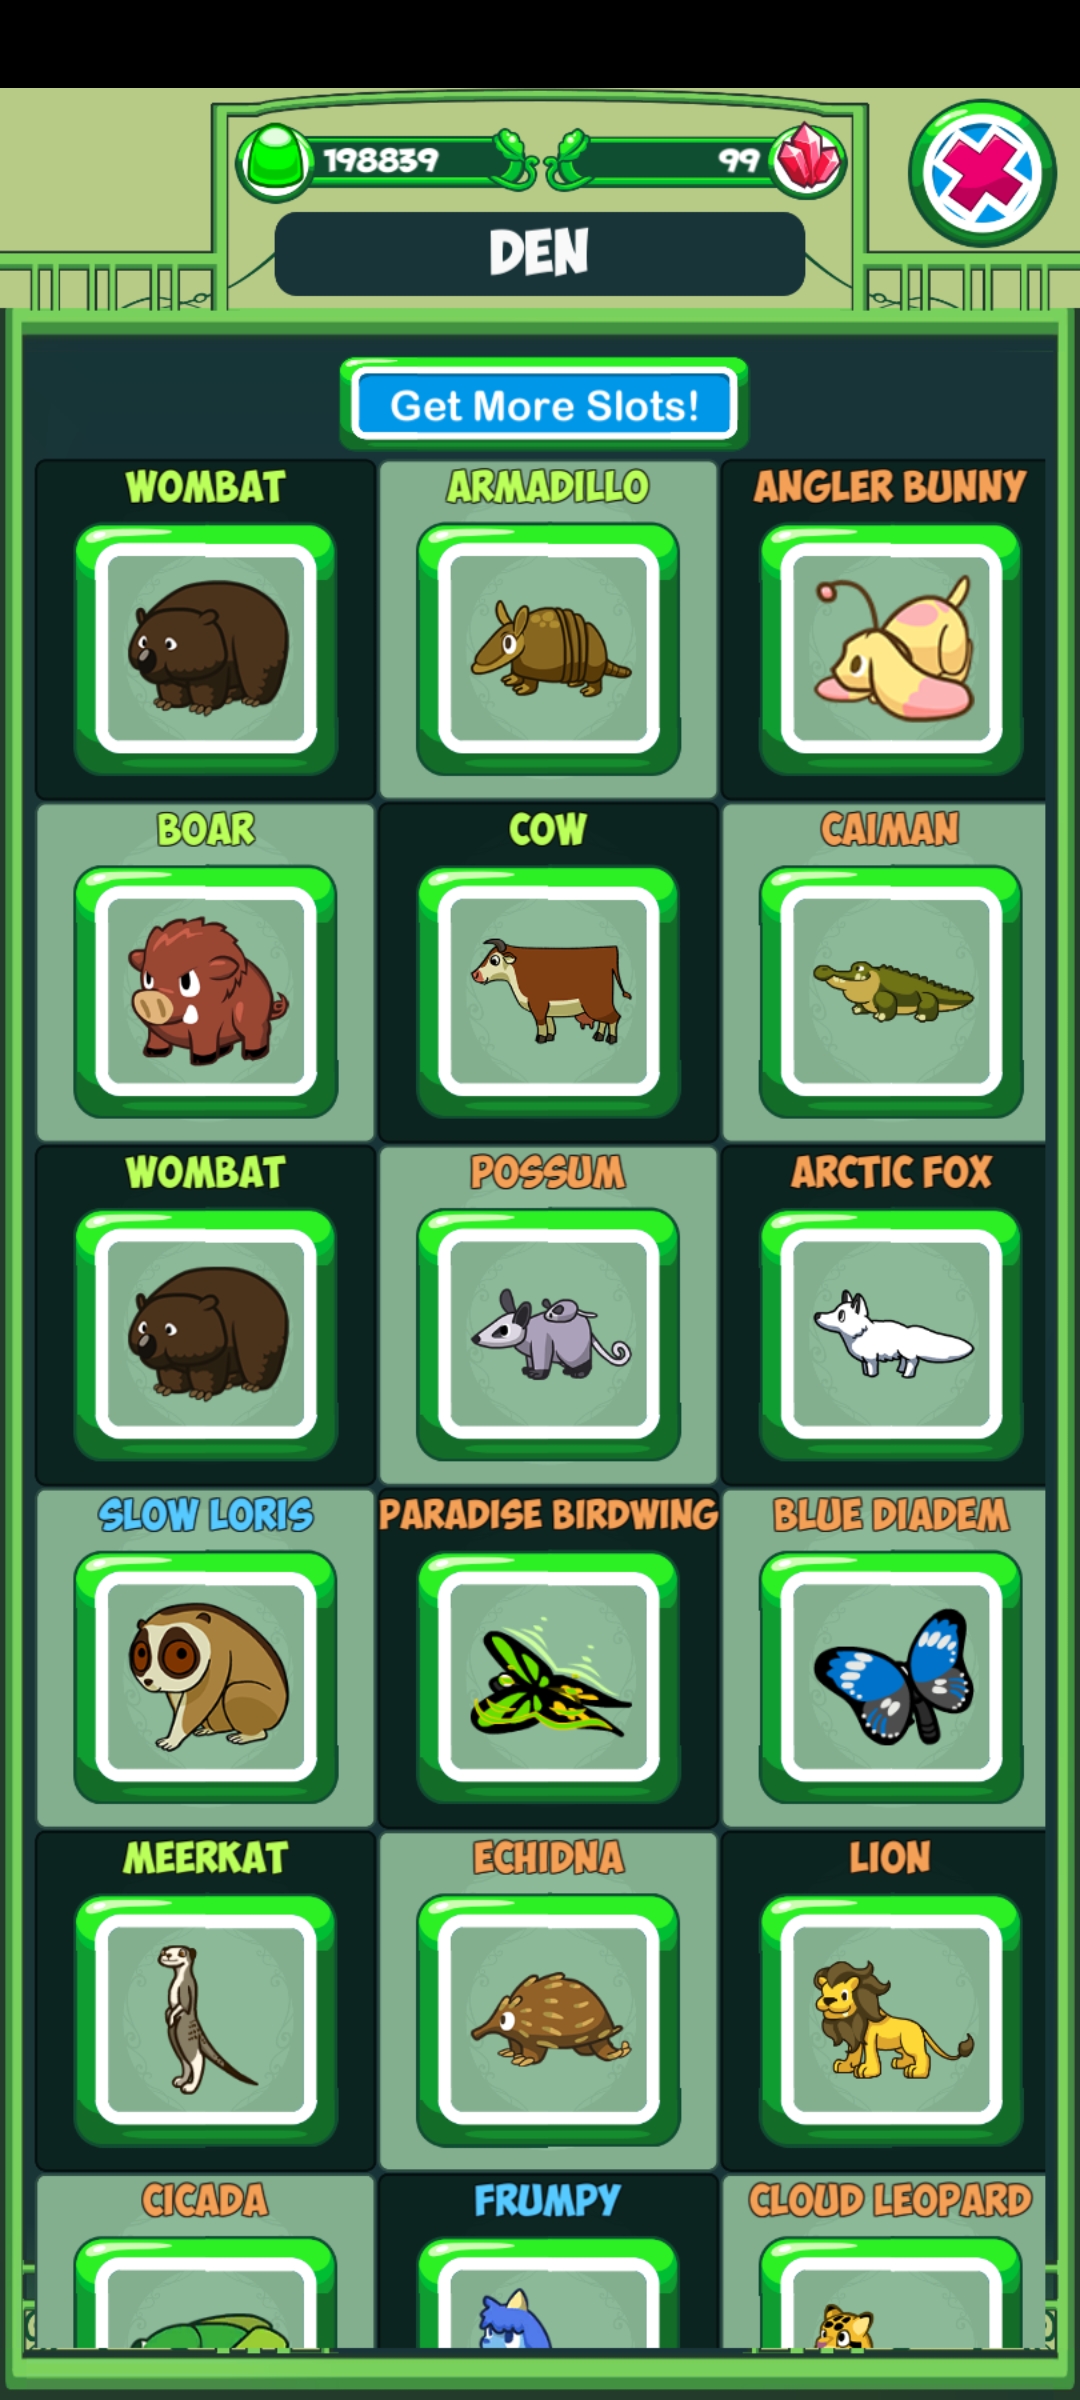 198839 99
DEN
Get More Slots!
WOMBAT ARMADILLO ANGLER BUNNY
BOAR COW CAIMAN
WOMBAT POSSUM ARCTIC FOX
SLOW LORIS PARADISE BIRDWING BLUE DIADEM
MEERKAT ECHIDNA LION
CICADA FRUMPY CLOUD LEOPARD